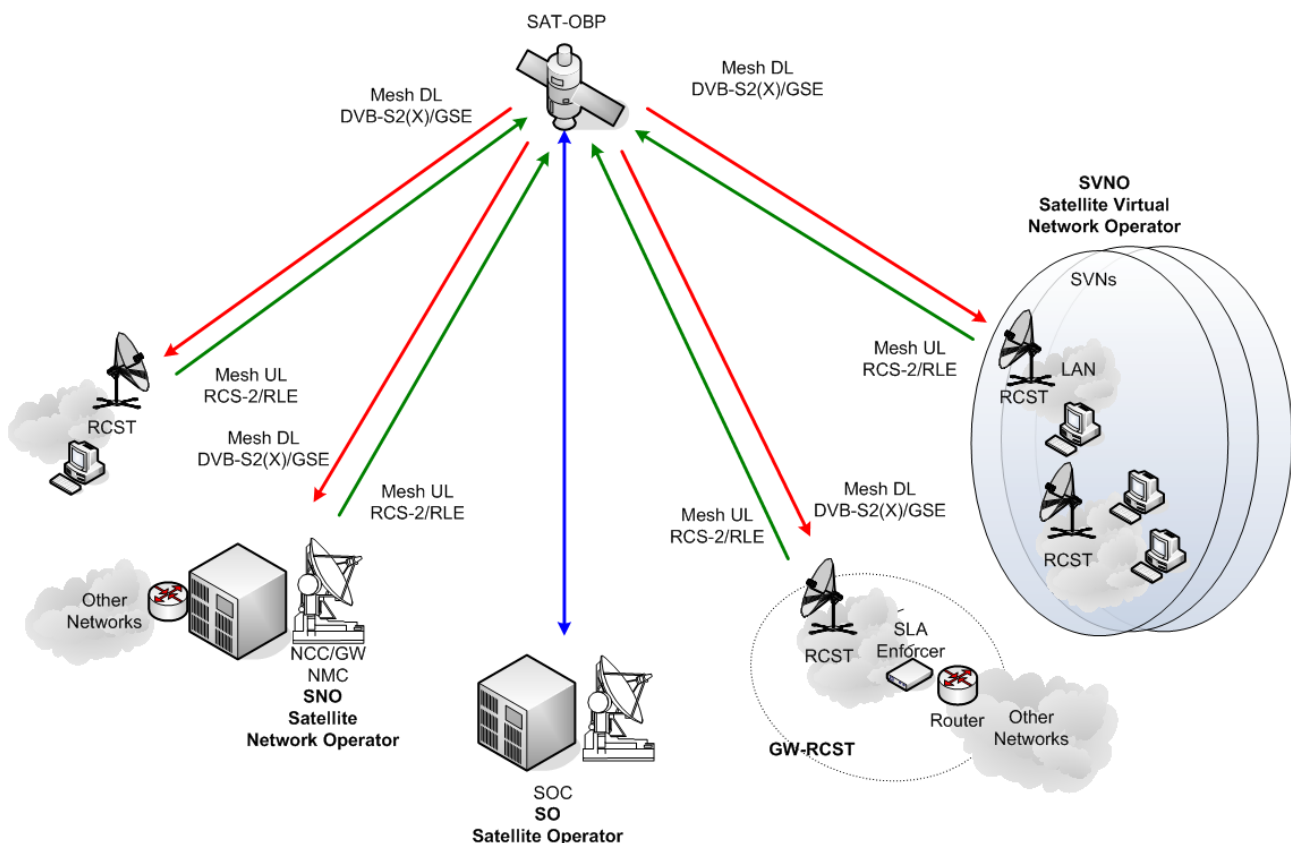 SAT-OBP
Mesh DL
DVB-S2(X)/GSE
Mesh DL
DVB-S2(X)/GSE
SVNO
Satellite Virtual
Network Operator
SVNs
Mesh UL
RCS-2/RLE
LAN
RCST
RCST
Mesh UL
RCS-2/RLE
RCST
Mesh DL
DVB-S2(X)/GSE
Mesh UL
RCS-2/RLE
Mesh DL
DVB-S2(X)/GSE
Mesh UL
RCS-2/RLE
Other
Networks
NCC/GW
NMC
SNO
Satellite
Network Operator
SOC
SO
Satellite Operator
RCST
SLA
Enforcer
Router
Other
Networks
GW-RCST